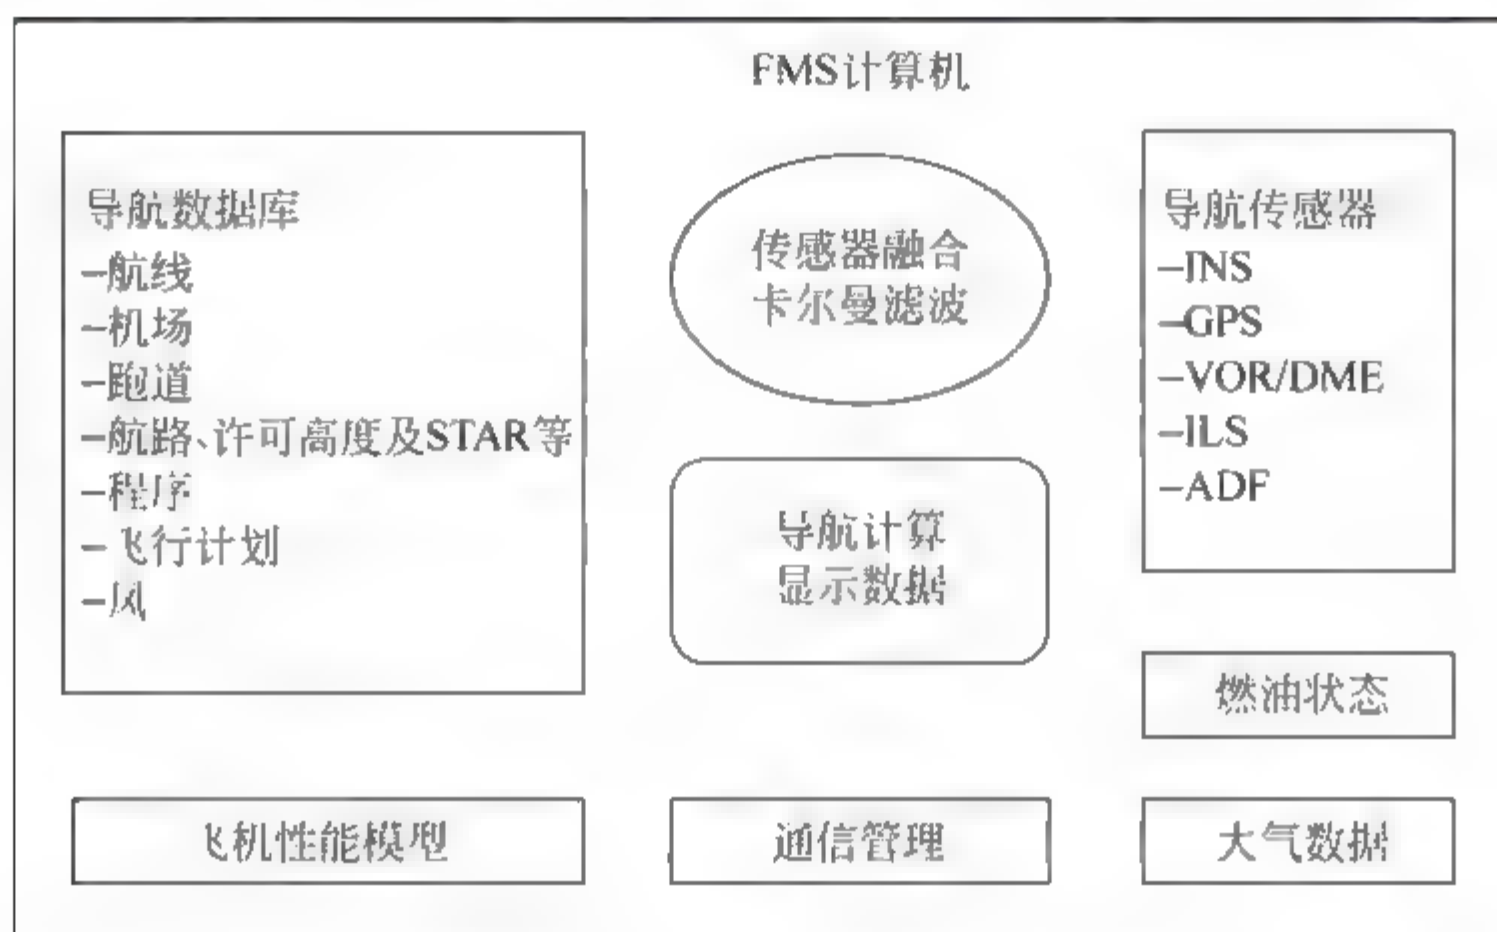 FMS计算机
导航数据库
–航线
–机场
–跑道
–航路、许可高度及STAR等
–程序
–飞行计划
–风
传感器融合
卡尔曼滤波
导航计算
显示数据
导航传感器
–INS
–GPS
–VOR/DME
–ILS
–ADF
燃油状态
飞机性能模型
通信管理
大气数据